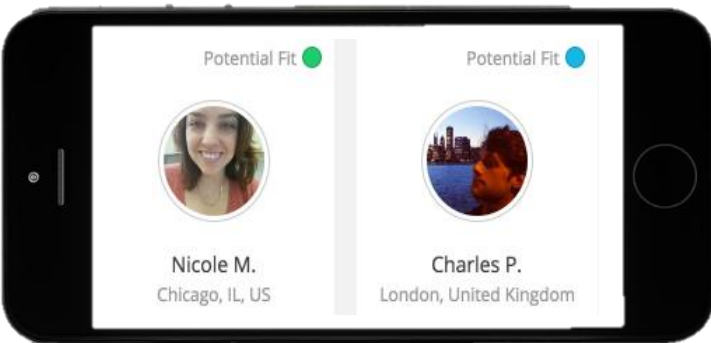 Potential Fit
Nicole M.
Chicago, IL, US
Potential Fit
Charles P.
London, United Kingdom